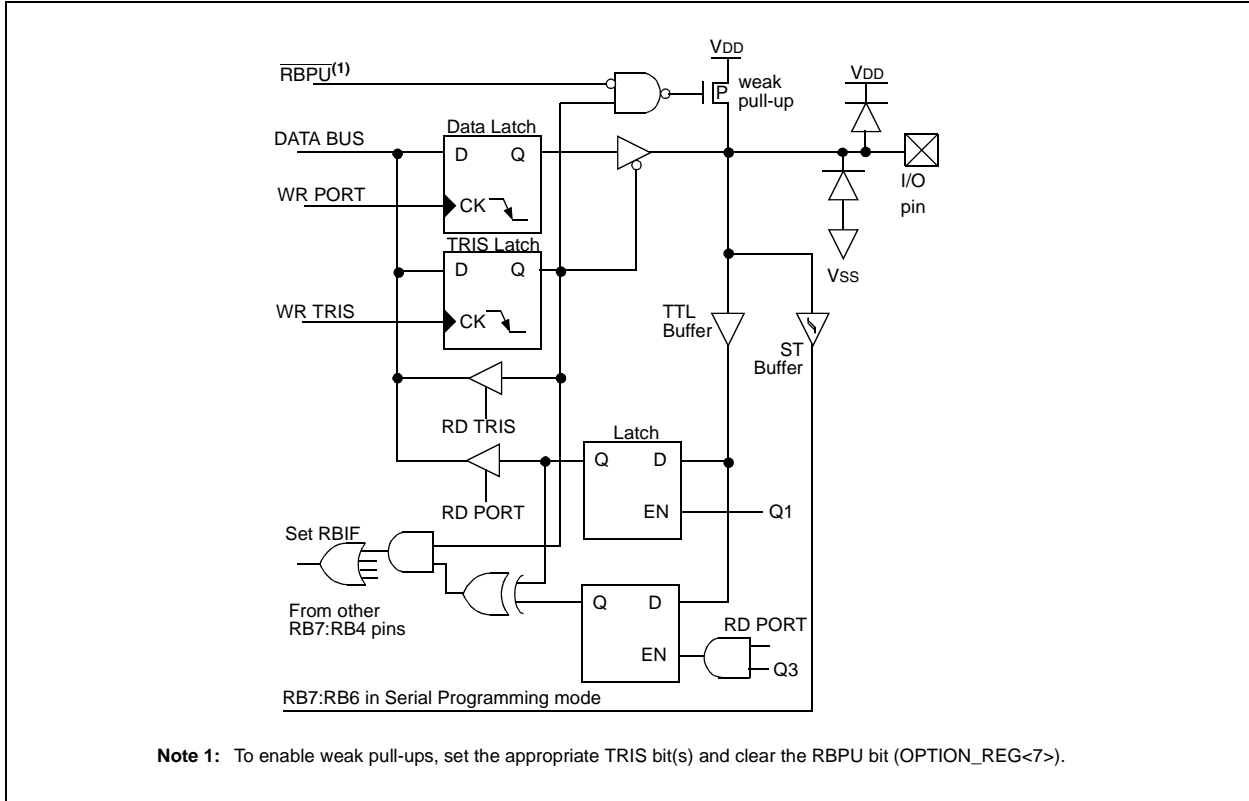 VDD
RBPU(1)
weak
pull-up
P
VDD
DATA BUS
Data Latch
D Q
WR PORT
CK
I/O
pin
TRIS Latch
D Q
VSS
WR TRIS
CK
TTL
Buffer
ST
Buffer
RD TRIS
Latch
Q D
RD PORT
EN
Q1
Set RBIF
Q D
From other
RB7:RB4 pins
RD PORT
EN
Q3
RB7:RB6 in Serial Programming mode
Note 1: To enable weak pull-ups, set the appropriate TRIS bit(s) and clear the RBPU bit (OPTION_REG<7>).